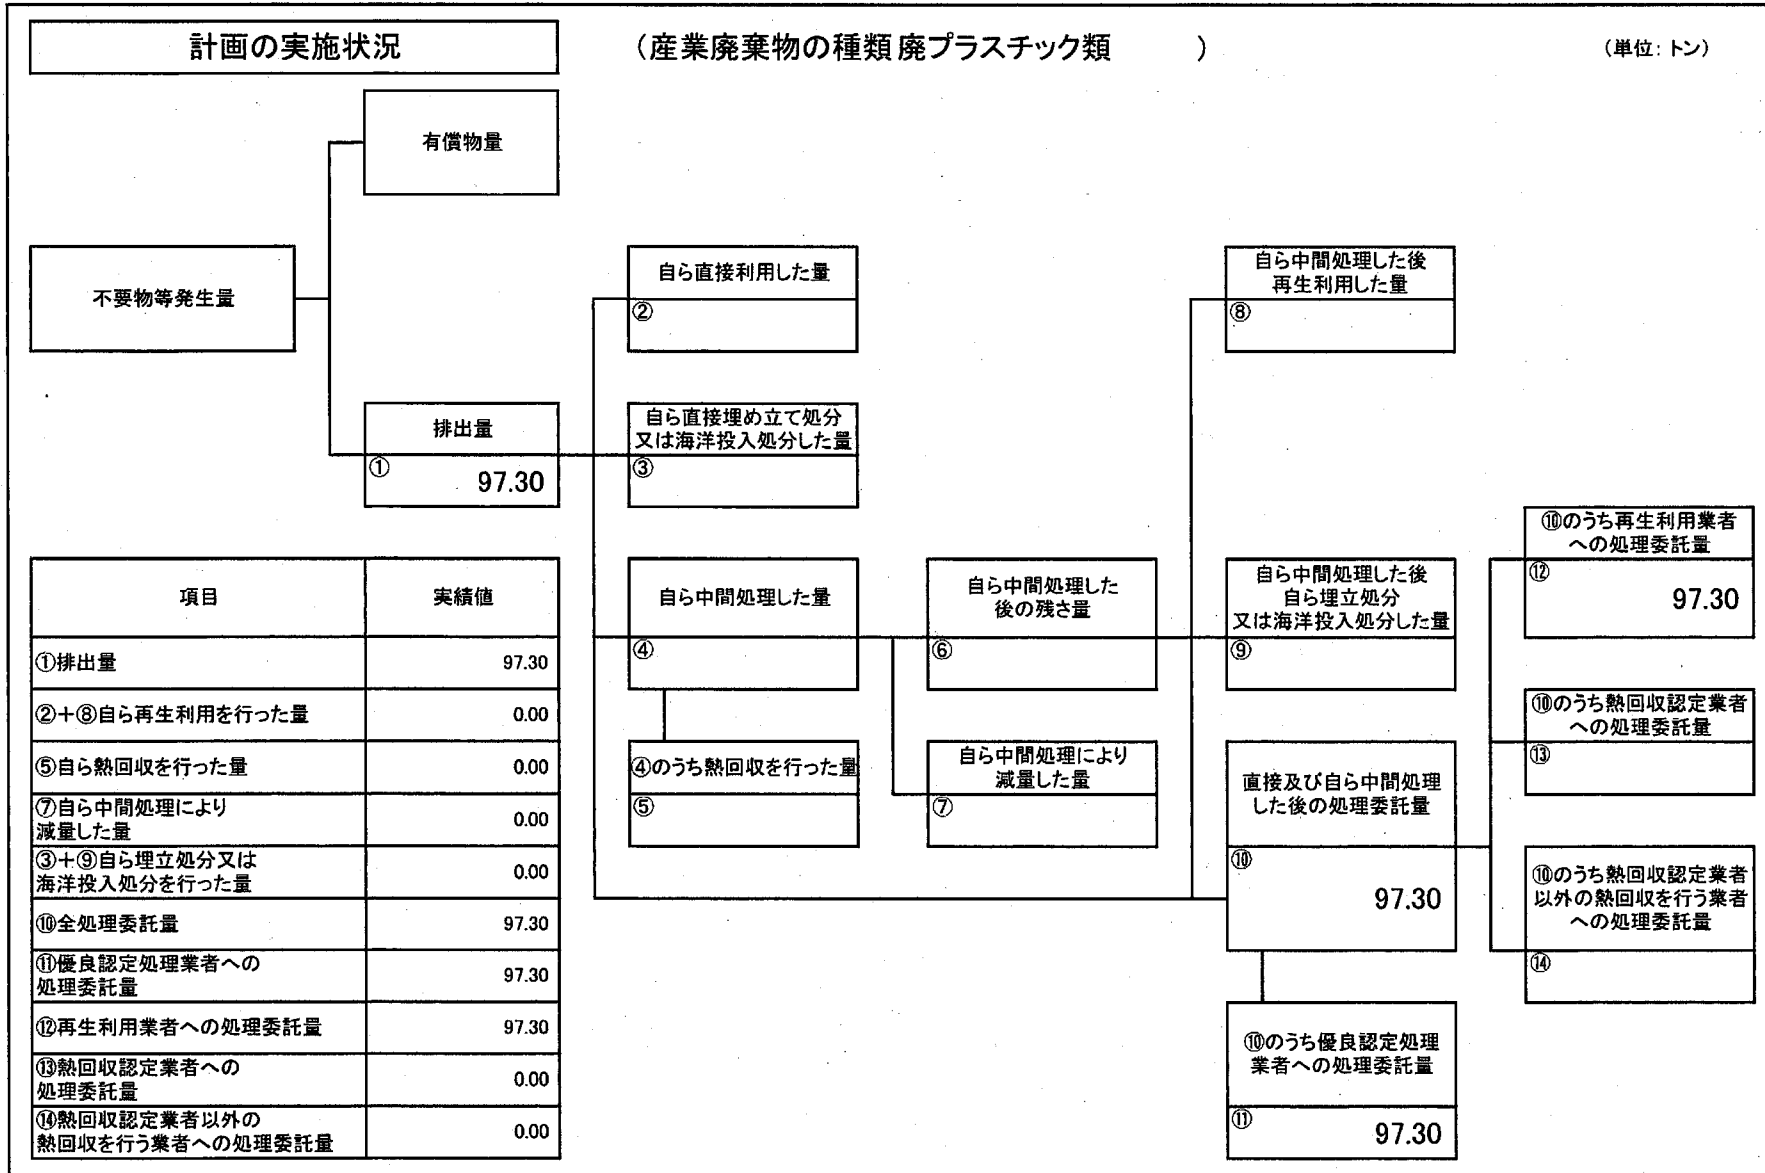 計画の実施状況
（産業廃棄物の種類 廃プラスチック類　　　）
（単位：トン）
有償物量
不要物等発生量
自ら直接利用した量
②
自ら中間処理した後
再生利用した量
⑧
排出量
①
97.30
自ら直接埋め立て処分
又は海洋投入処分した量
③
自ら中間処理した量
④
自ら中間処理した
後の残さ量
⑥
自ら中間処理した後
自ら埋立処分
又は海洋投入処分した量
⑨
⑩のうち再生利用業者
への処理委託量
⑫
97.30
④のうち熱回収を行った量
⑤
自ら中間処理により
減量した量
⑦
直接及び自ら中間処理
した後の処理委託量
⑩
97.30
⑩のうち熱回収認定業者
への処理委託量
⑬
⑩のうち熱回収認定業者
以外の熱回収を行う業者
への処理委託量
⑭
⑩のうち優良認定処理
業者への処理委託量
⑪
97.30
項目 実績値
①排出量 97.30
②＋⑧自ら再生利用を行った量 0.00
⑤自ら熱回収を行った量 0.00
⑦自ら中間処理により
減量した量 0.00
③＋⑨自ら埋立処分又は
海洋投入処分を行った量 0.00
⑩全処理委託量 97.30
⑪優良認定処理業者への
処理委託量 97.30
⑫再生利用業者への処理委託量 97.30
⑬熱回収認定業者への
処理委託量 0.00
⑭熱回収認定業者以外の
熱回収を行う業者への処理委託量 0.00